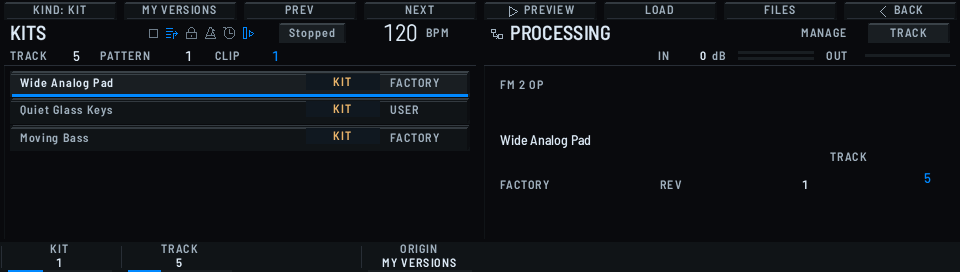 KIND: KIT MY VERSIONS PREV NEXT PREVIEW LOAD FILES BACK
KITS Stopped 120 BPM PROCESSING MANAGE TRACK
TRACK 5 PATTERN 1 CLIP 1 IN 0 dB OUT
Wide Analog Pad KIT FACTORY
Quiet Glass Keys KIT USER
Moving Bass KIT FACTORY
FM 2 OP
Wide Analog Pad
TRACK
5
FACTORY REV 1
KIT TRACK ORIGIN
1 5 MY VERSIONS